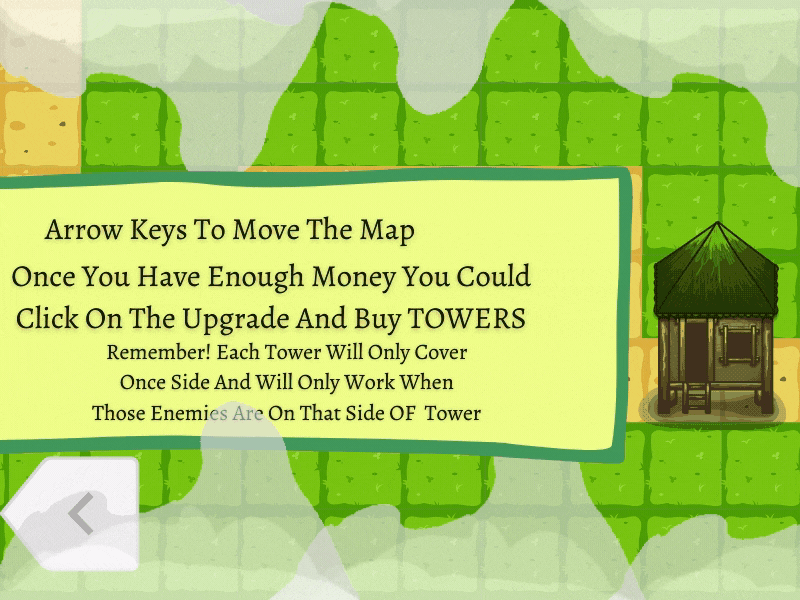 Arrow Keys To Move The Map
Once You Have Enough Money You Could
Click On The Upgrade And Buy TOWERS
Remember! Each Tower Will Only Cover
Once Side And Will Only Work When
Those Enemies Are On That Side OF Tower